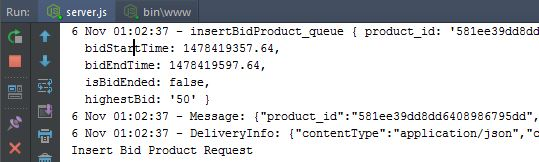 Run server.js bin\www
6 Nov 01:02:37 - insertBidProduct_queue { product_id: '581ee39dd8dd
bidStartTime: 1478419357.64,
bidEndTime: 1478419597.64,
isBidEnded: false,
highestBid: '50' }
6 Nov 01:02:37 - Message: {"product_id":"581ee39dd8dd6408986795dd",
6 Nov 01:02:37 - DeliveryInfo: {"contentType":"application/json","c
Insert Bid Product Request